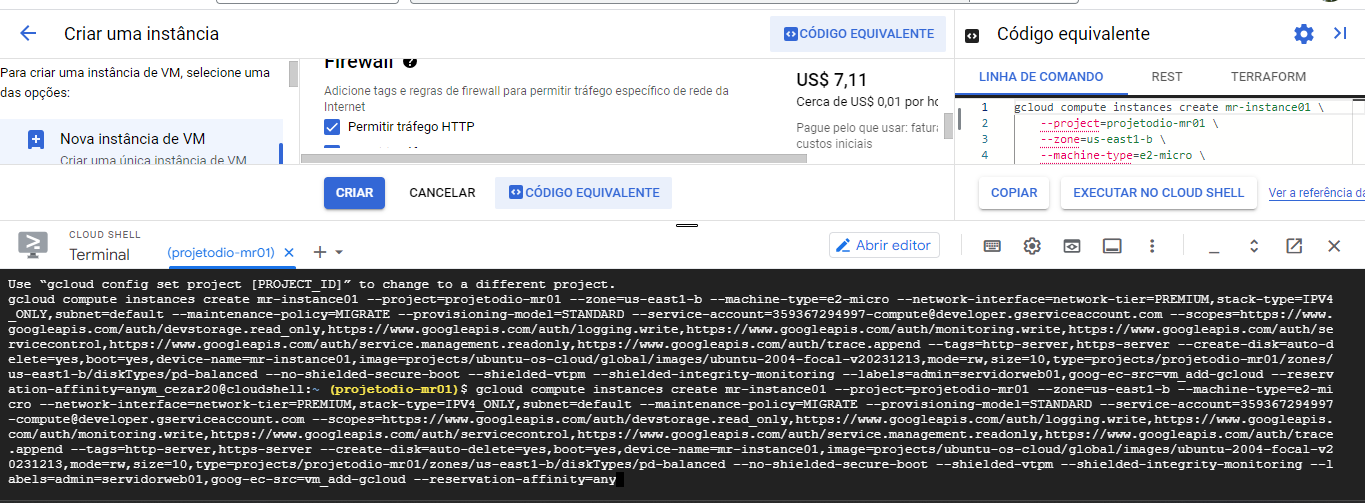 Criar uma instância
CÓDIGO EQUIVALENTE
Para criar uma instância de VM, selecione uma
das opções:
Nova instância de VM
Criar uma única instância de VM
Firewall
Adicione tags e regras de firewall para permitir tráfego específico de rede da
Internet
Permitir tráfego HTTP
US$ 7,11
Cerca de US$ 0,01 por ho
Pague pelo que usar: fatura
custos iniciais
CRIAR
CANCELAR
CÓDIGO EQUIVALENTE
Código equivalente
LINHA DE COMANDO
REST
TERRAFORM
1 gcloud compute instances create mr-instance01 \
2 --project=projetodio-mr01 \
3 --zone=us-east1-b \
4 --machine-type=e2-micro \
COPIAR
EXECUTAR NO CLOUD SHELL
Ver a referência da
CLOUD SHELL
Terminal
(projetodio-mr01)
Abrir editor
Use “gcloud config set project [PROJECT_ID]” to change to a different project.
gcloud compute instances create mr-instance01 --project=projetodio-mr01 --zone=us-east1-b --machine-type=e2-micro --network-interface=network-tier=PREMIUM,stack-type=IPV4
_ONLY,subnet=default --maintenance-policy=MIGRATE --provisioning-model=STANDARD --service-account=359367294997-compute@developer.gserviceaccount.com --scopes=https://www.
googleapis.com/auth/devstorage.read_only,https://www.googleapis.com/auth/logging.write,https://www.googleapis.com/auth/monitoring.write,https://www.googleapis.com/auth/se
rvicecontrol,https://www.googleapis.com/auth/service.management.readonly,https://www.googleapis.com/auth/trace.append --tags=http-server,https-server --create-disk=auto-d
elete=yes,boot=yes,device-name=mr-instance01,image=projects/ubuntu-os-cloud/global/images/ubuntu-2004-focal-v20231213,mode=rw,size=10,type=projects/projetodio-mr01/zones/
us-east1-b/diskTypes/pd-balanced --no-shielded-secure-boot --shielded-vtpm --shielded-integrity-monitoring --labels=admin=servidorweb01,goog-ec-src=vm_add-gcloud --reserv
ation-affinity=anym_cezar20@cloudshell:~ (projetodio-mr01)$ gcloud compute instances create mr-instance01 --project=projetodio-mr01 --zone=us-east1-b --machine-type=e2-mi
cro --network-interface=network-tier=PREMIUM,stack-type=IPV4_ONLY,subnet=default --maintenance-policy=MIGRATE --provisioning-model=STANDARD --service-account=359367294997
-compute@developer.gserviceaccount.com --scopes=https://www.googleapis.com/auth/devstorage.read_only,https://www.googleapis.com/auth/logging.write,https://www.googleapis.
com/auth/monitoring.write,https://www.googleapis.com/auth/servicecontrol,https://www.googleapis.com/auth/service.management.readonly,https://www.googleapis.com/auth/trace
.append --tags=http-server,https-server --create-disk=auto-delete=yes,boot=yes,device-name=mr-instance01,image=projects/ubuntu-os-cloud/global/images/ubuntu-2004-focal-v2
0231213,mode=rw,size=10,type=projects/projetodio-mr01/zones/us-east1-b/diskTypes/pd-balanced --no-shielded-secure-boot --shielded-vtpm --shielded-integrity-monitoring --l
abels=admin=servidorweb01,goog-ec-src=vm_add-gcloud --reservation-affinity=any